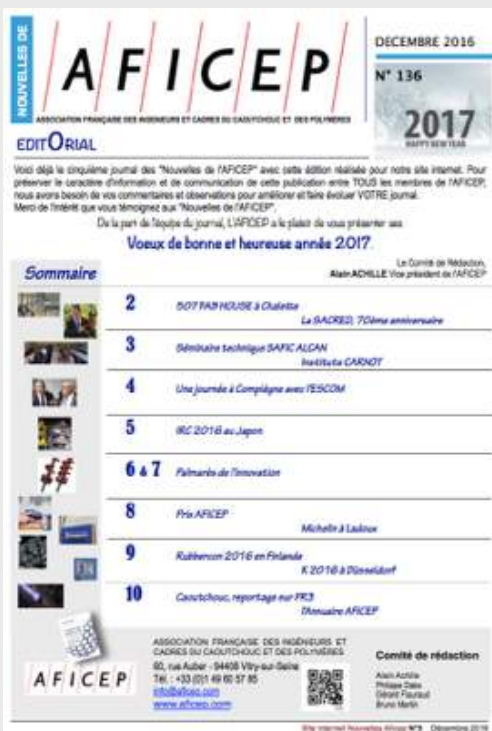 NOUVELLES DE
AFICEP
ASSOCIATION FRANÇAISE DES INGÉNIEURS ET CADRES DU CAOUTCHOUC ET DES POLYMÈRES
DECEMBRE 2016
N° 136
2017
HAPPY NEW YEAR
EDITORIAL
Voici déjà le cinquième journal des "Nouvelles de l'AFICEP" avec cette édition réalisée pour notre site internet. Pour
préserver le caractère d'information et de communication de cette publication entre TOUS les membres de l'AFICEP,
nous avons besoin de vos commentaires et observations pour améliorer et faire évoluer VOTRE journal.
Merci de l'intérêt que vous témoignez aux "Nouvelles de l'AFICEP".
De la part de l'équipe du journal, L'AFICEP a le plaisir de vous présenter ses
Voeux de bonne et heureuse année 2017.
Le Comité de Rédaction,
Alain ACHILLE Vice président de l'AFICEP
Sommaire
2 507 FAB HOUSE à Chalette
La SACRED, 70ème anniversaire
3 Séminaire technique SAFIC ALCAN
Instituts CARNOT
4 Une journée à Compiègne avec l'ESCOM
5 IRC 2016 au Japon
6 & 7 Palmarès de l'innovation
8 Prix AFICEP
Michelin à Ladoux
9 Rubbercon 2016 en Finlande
K 2016 à Düsseldorf
10 Caoutchouc, reportage sur FR3
l'Annuaire AFICEP
AFICEP
ASSOCIATION FRANÇAISE DES INGÉNIEURS ET
CADRES DU CAOUTCHOUC ET DES POLYMÈRES
60, rue Auber - 94408 Vitry-sur-Seine
Tél. : +33 (0)1 49 60 57 85
info@aficep.com
www.aficep.com
Comité de rédaction
Alain Achille
Philippe Daire
Gérard Flauraud
Bruno Martin
Site internet Nouvelles Aficep N°5 Décembre 2016